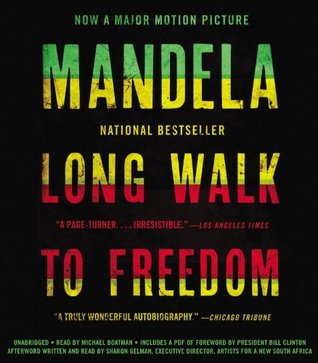 NOW A MAJOR MOTION PICTURE
MANDELA
NATIONAL BESTSELLER
LONG WALK
"A PAGE-TURNER. . . . IRRESISTIBLE." —LOS ANGELES TIMES
TO FREEDOM
"A TRULY WONDERFUL AUTOBIOGRAPHY." —CHICAGO TRIBUNE
UNABRIDGED • READ BY MICHAEL BOATMAN • INCLUDES A PDF OF FOREWORD BY PRESIDENT BILL CLINTON
AFTERWORD WRITTEN AND READ BY SHARON GELMAN, EXECUTIVE DIRECTOR, ARTISTS FOR A NEW SOUTH AFRICA